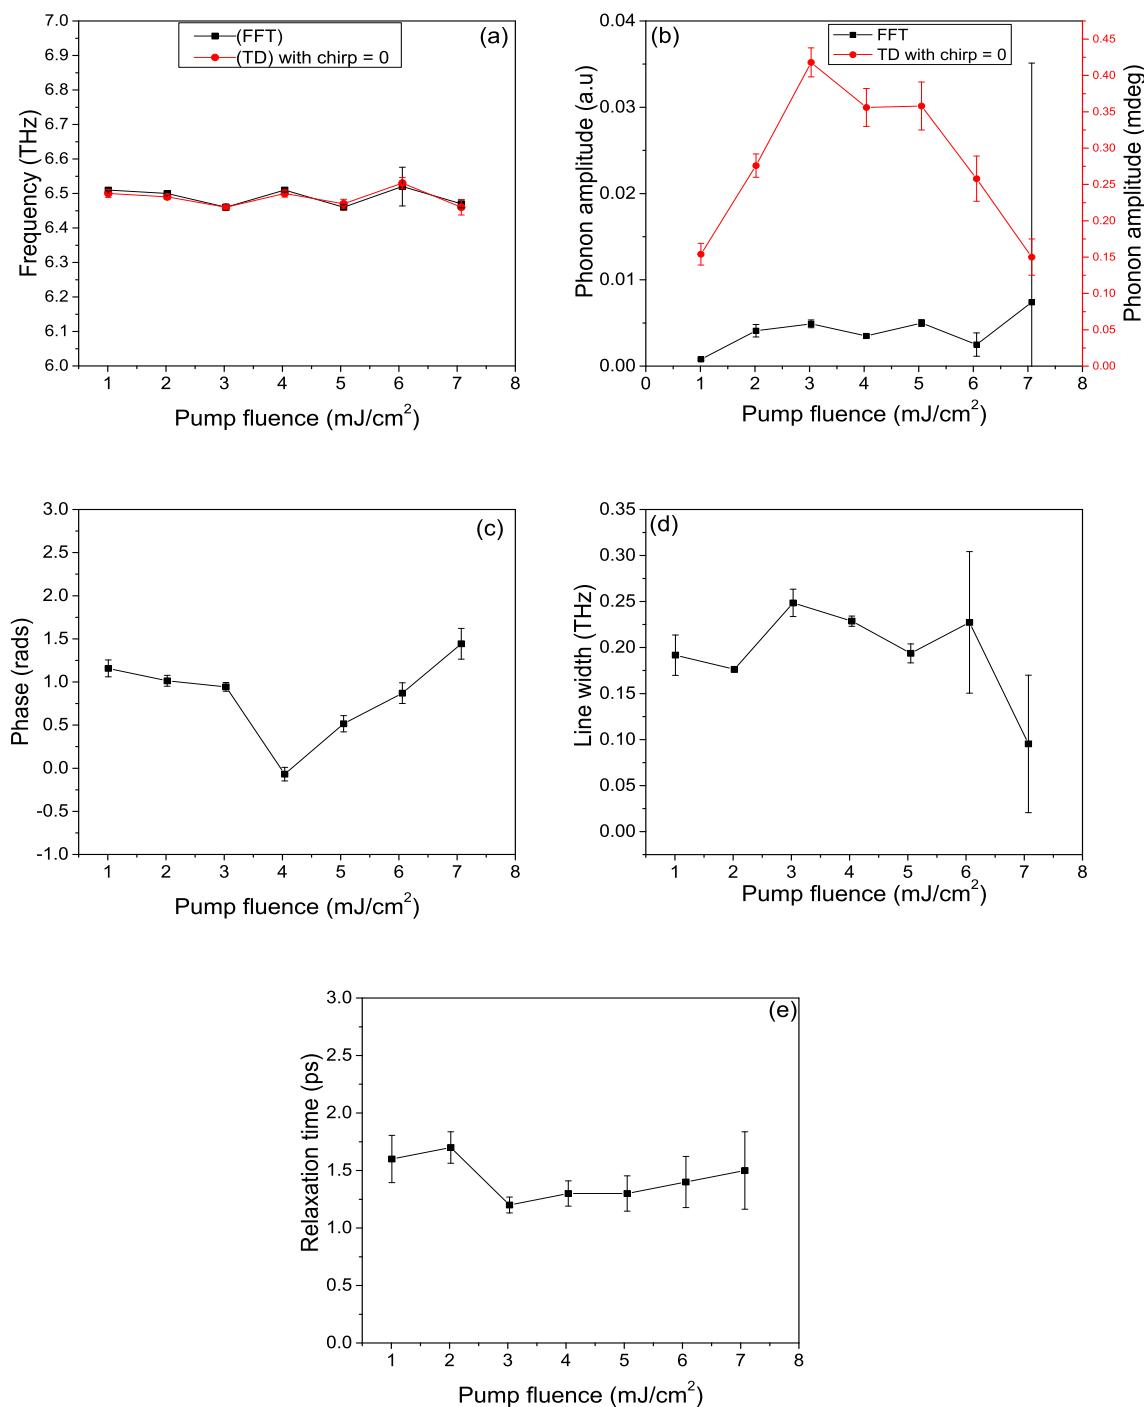 (a)
(FFT)
(TD) with chirp = 0
7.0
6.9
6.8
6.7
6.6
6.5
6.4
6.3
6.2
6.1
6.0
Frequency (THz)
1 2 3 4 5 6 7 8
Pump fluence (mJ/cm²)
(b)
FFT
TD with chirp = 0
0.04
0.03
0.02
0.01
0.00
Phonon amplitude (a.u)
0.45
0.40
0.35
0.30
0.25
0.20
0.15
0.10
0.05
0.00
Phonon amplitude (mdeg)
0 1 2 3 4 5 6 7 8
Pump fluence (mJ/cm²)
(c)
3.0
2.5
2.0
1.5
1.0
0.5
0.0
-0.5
-1.0
Phase (rads)
1 2 3 4 5 6 7 8
Pump fluence (mJ/cm²)
(d)
0.35
0.30
0.25
0.20
0.15
0.10
0.05
0.00
Line width (THz)
1 2 3 4 5 6 7 8
Pump fluence (mJ/cm²)
(e)
3.0
2.5
2.0
1.5
1.0
0.5
0.0
Relaxation time (ps)
1 2 3 4 5 6 7 8
Pump fluence (mJ/cm²)